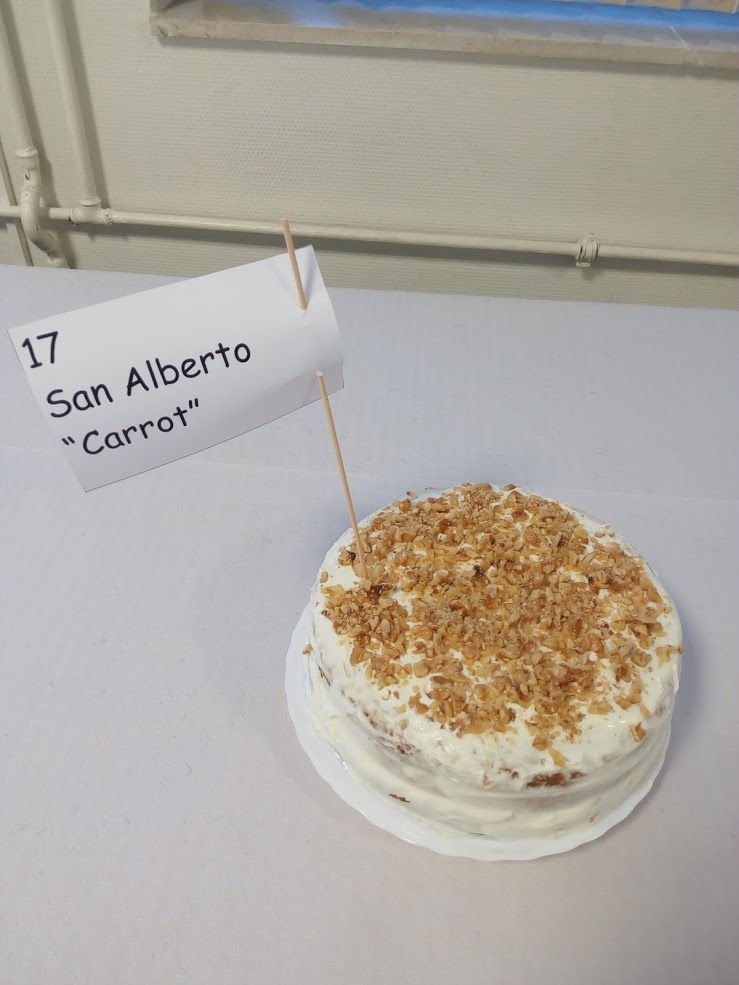 17
San Alberto
“Carrot”